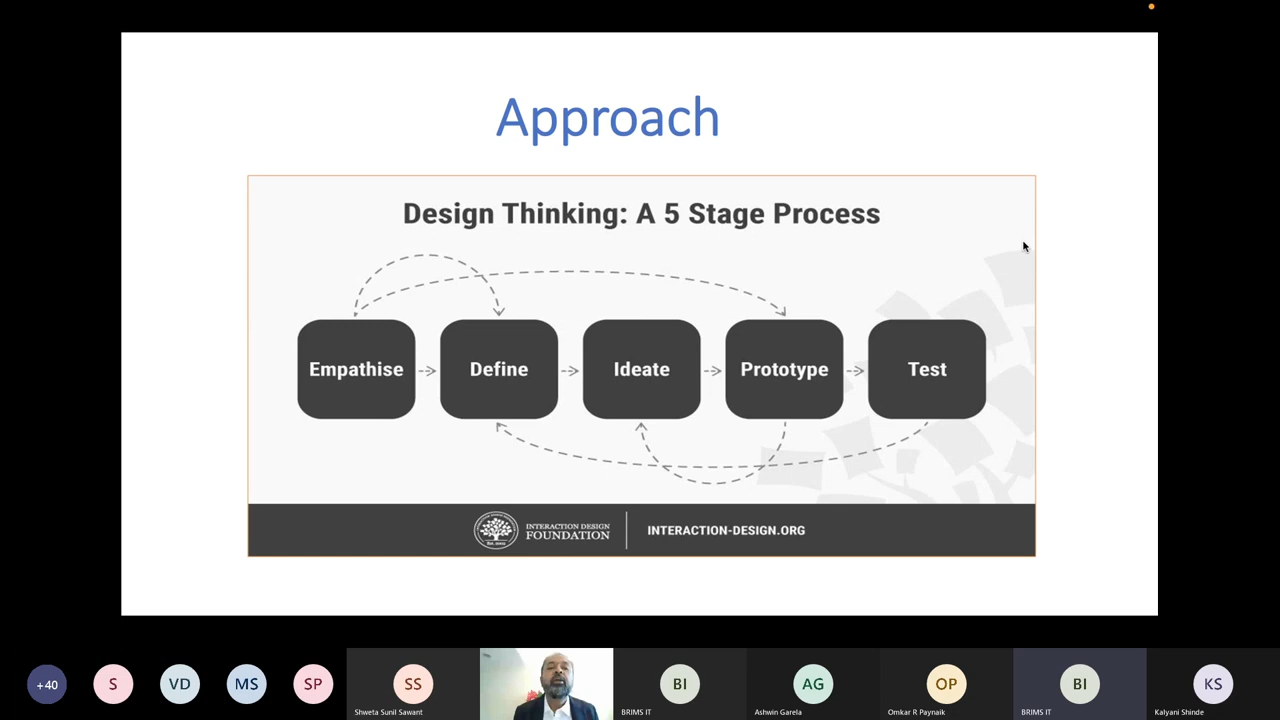 Approach
Design Thinking: A 5 Stage Process
Empathise
Define
Ideate
Prototype
Test
INTERACTION DESIGN
FOUNDATION
Est. 2002
INTERACTION-DESIGN.ORG
+40
S
VD
MS
SP
SS
BI
AG
OP
BI
KS
Shweta Sunil Sawant
BRIMS IT
Ashwin Garela
Omkar R Paynaik
BRIMS IT
Kalyani Shinde